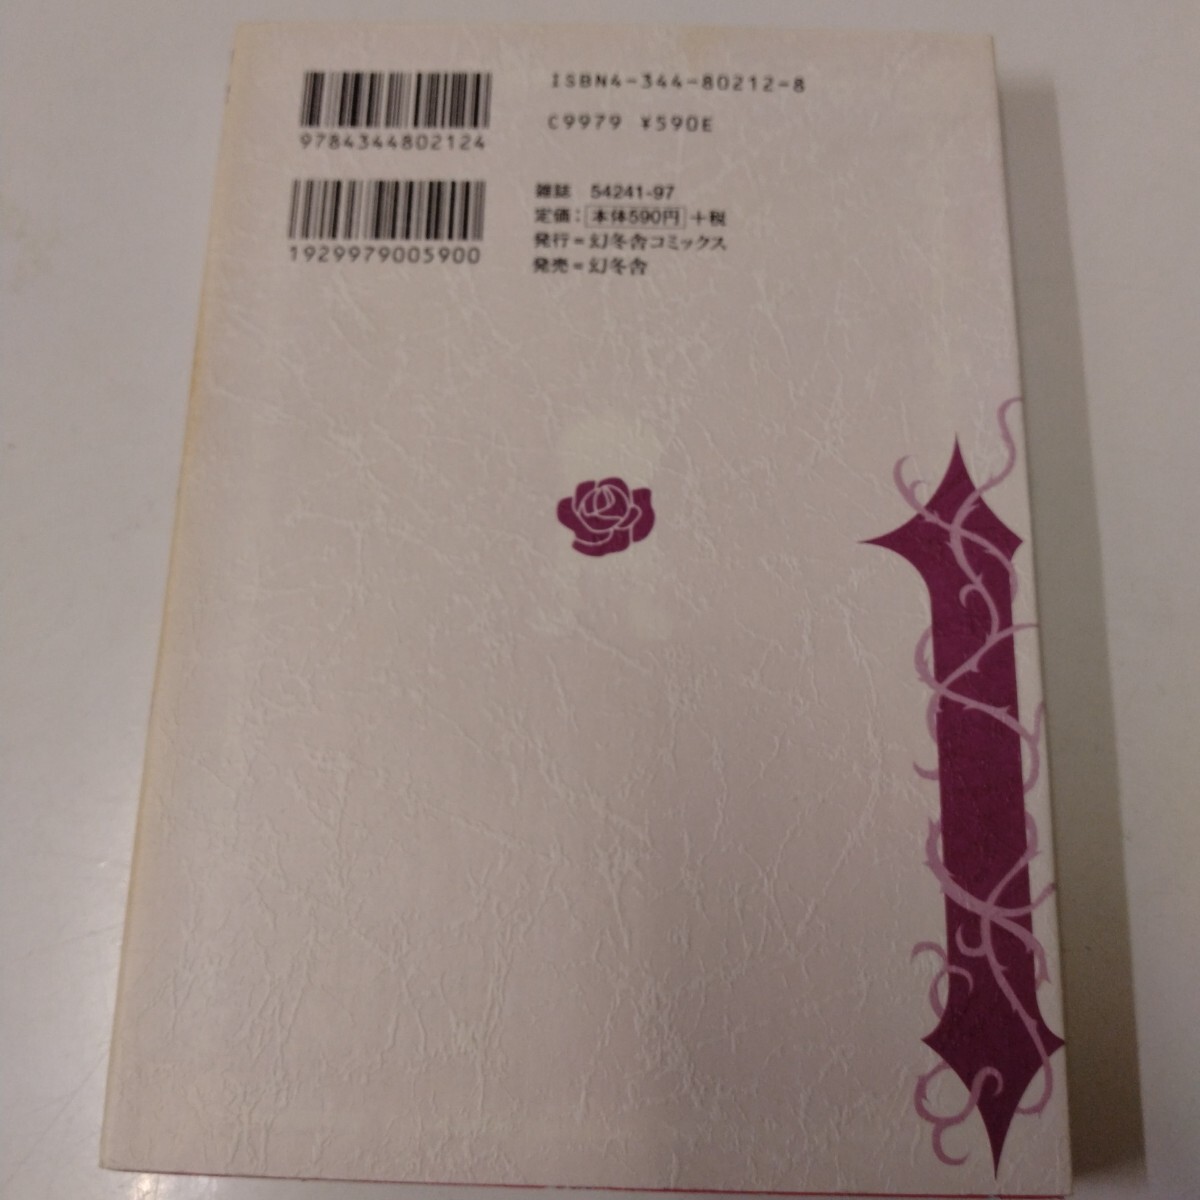 9784344802124
ISBN4-344-80212-8
C9979 ¥590E
1929979005900
雑誌 54241-97
定価：本体590円+税
発行＝幻冬舎コミックス
発売＝幻冬舎